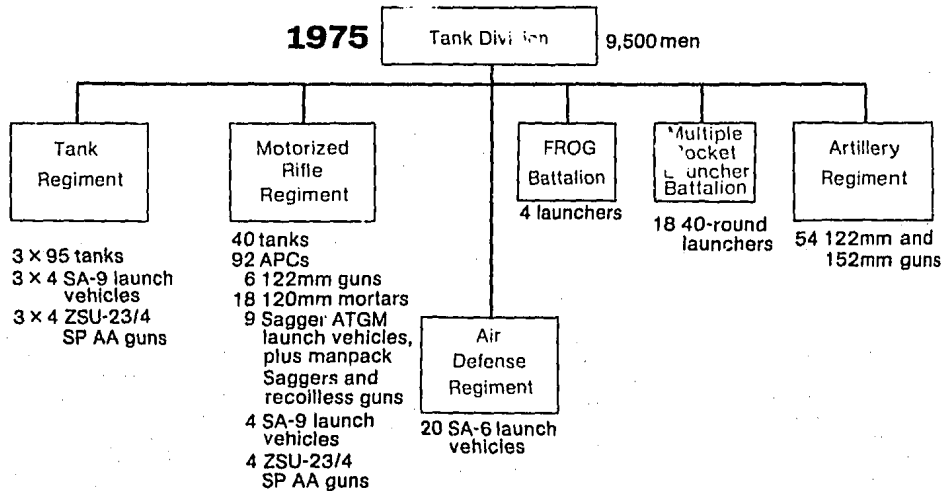 1975
Tank
9,500 men
Tank
Regiment
3 × 95 tanks
3 × 4 SA-9 launch
vehicles
3 × 4 ZSU-23/4
SP AA guns
Motorized
Rifle
Regiment
40 tanks
92 APCs
6 122mm guns
18 120mm mortars
9 Sagger ATGM
launch vehicles,
plus manpack
Saggers and
recoilless guns
4 SA-9 launch
vehicles
4 ZSU-23/4
SP AA guns
Air
Defense
Regiment
20 SA-6 launch
vehicles
FROG
Battalion
4 launchers
Battalion
18 40-round
launchers
Artillery
Regiment
54 122mm and
152mm guns